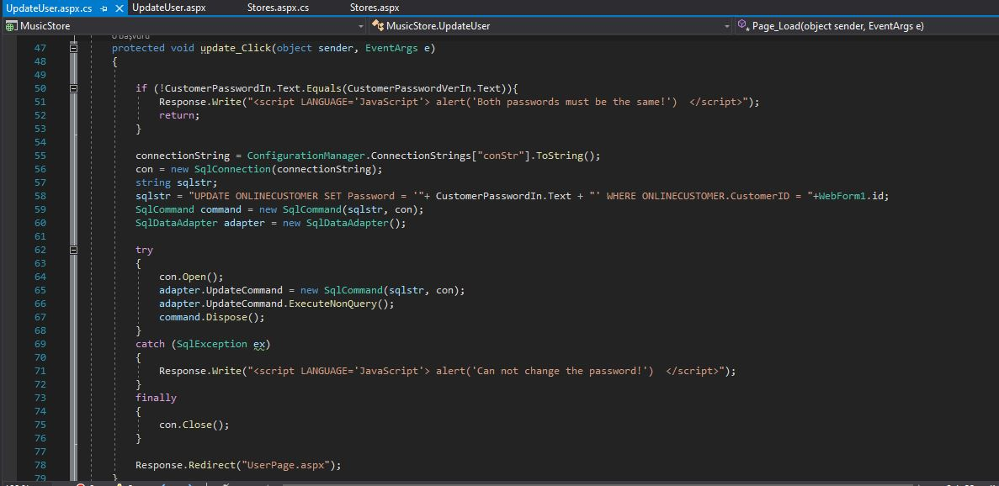 UpdateUser.aspx.cs UpdateUser.aspx Stores.aspx.cs Stores.aspx
MusicStore MusicStore.UpdateUser Page_Load(object sender, EventArgs e)
0 başvuru
47 protected void update_Click(object sender, EventArgs e)
48 {
49
50 if (!CustomerPasswordIn.Text.Equals(CustomerPasswordVerIn.Text)){
51 Response.Write("<script LANGUAGE='JavaScript'> alert('Both passwords must be the same!')  </script>");
52 return;
53 }
54
55 connectionString = ConfigurationManager.ConnectionStrings["conStr"].ToString();
56 con = new SqlConnection(connectionString);
57 string sqlstr;
58 sqlstr = "UPDATE ONLINECUSTOMER SET Password = '"+ CustomerPasswordIn.Text + "' WHERE ONLINECUSTOMER.CustomerID = "+WebForm1.id;
59 SqlCommand command = new SqlCommand(sqlstr, con);
60 SqlDataAdapter adapter = new SqlDataAdapter();
61
62 try
63 {
64 con.Open();
65 adapter.UpdateCommand = new SqlCommand(sqlstr, con);
66 adapter.UpdateCommand.ExecuteNonQuery();
67 command.Dispose();
68 }
69 catch (SqlException ex)
70 {
71 Response.Write("<script LANGUAGE='JavaScript'> alert('Can not change the password!')  </script>");
72 }
73 finally
74 {
75 con.Close();
76 }
77
78 Response.Redirect("UserPage.aspx");
79 }